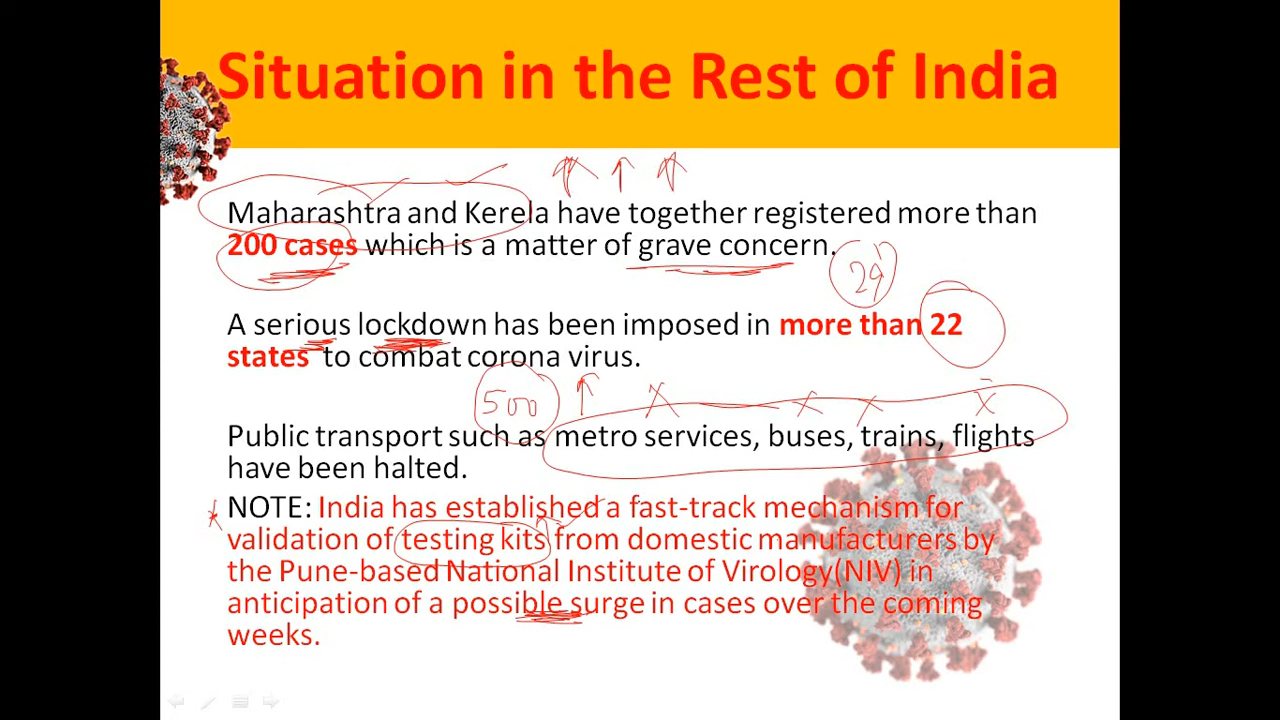 Situation in the Rest of India
Maharashtra and Kerela have together registered more than
200 cases which is a matter of grave concern.
29
A serious lockdown has been imposed in more than 22
states to combat corona virus.
500
Public transport such as metro services, buses, trains, flights
have been halted.
NOTE: India has established a fast-track mechanism for
validation of testing kits from domestic manufacturers by
the Pune-based National Institute of Virology(NIV) in
anticipation of a possible surge in cases over the coming
weeks.